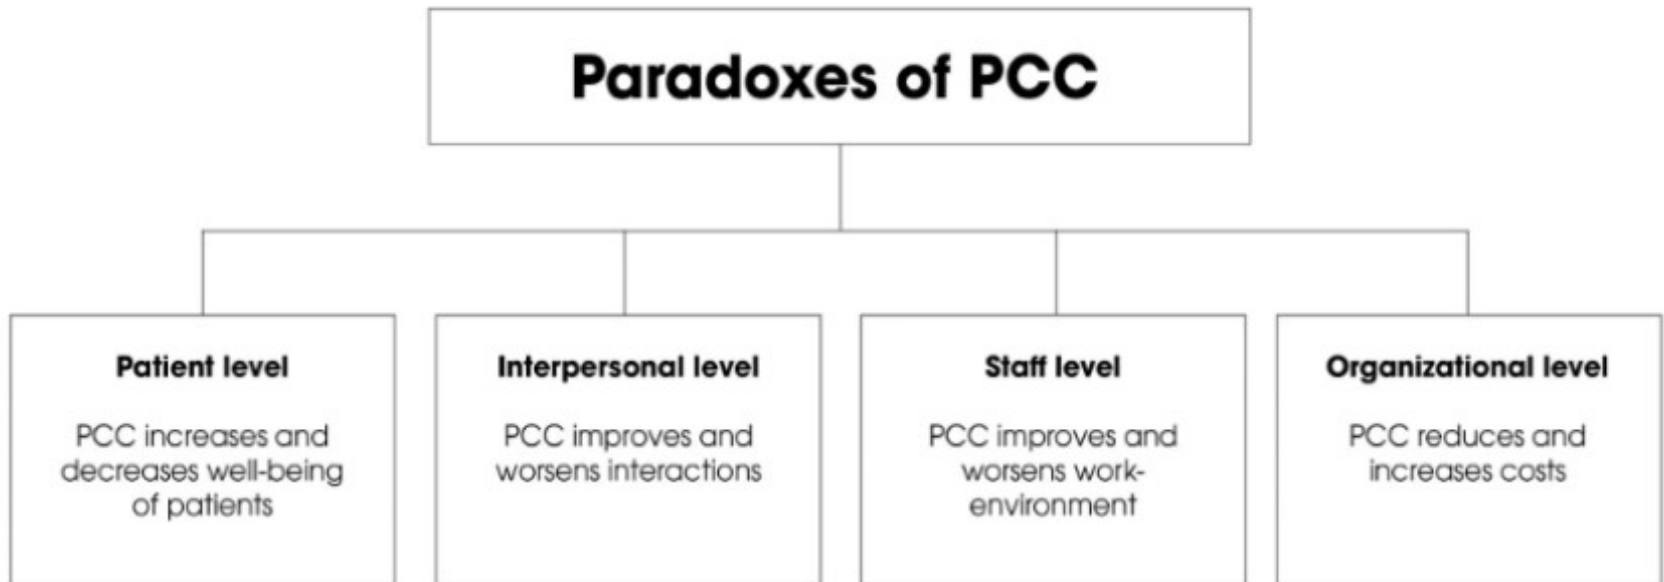 Paradoxes of PCC
Patient level
PCC increases and
decreases well-being
of patients
Interpersonal level
PCC improves and
worsens interactions
Staff level
PCC improves and
worsens work-
environment
Organizational level
PCC reduces and
increases costs